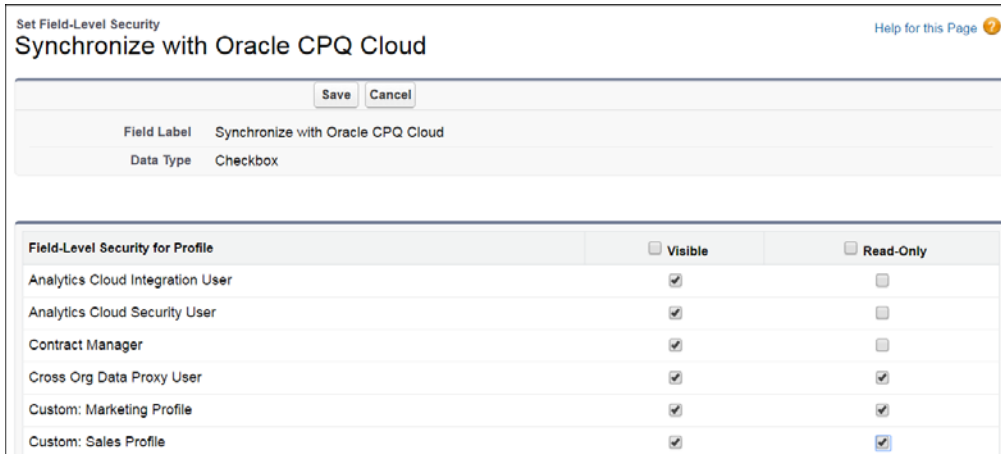 Set Field-Level Security
Help for this Page
Synchronize with Oracle CPQ Cloud
Save Cancel
Field Label Synchronize with Oracle CPQ Cloud
Data Type Checkbox
Field-Level Security for Profile Visible Read-Only
Analytics Cloud Integration User
Analytics Cloud Security User
Contract Manager
Cross Org Data Proxy User
Custom: Marketing Profile
Custom: Sales Profile